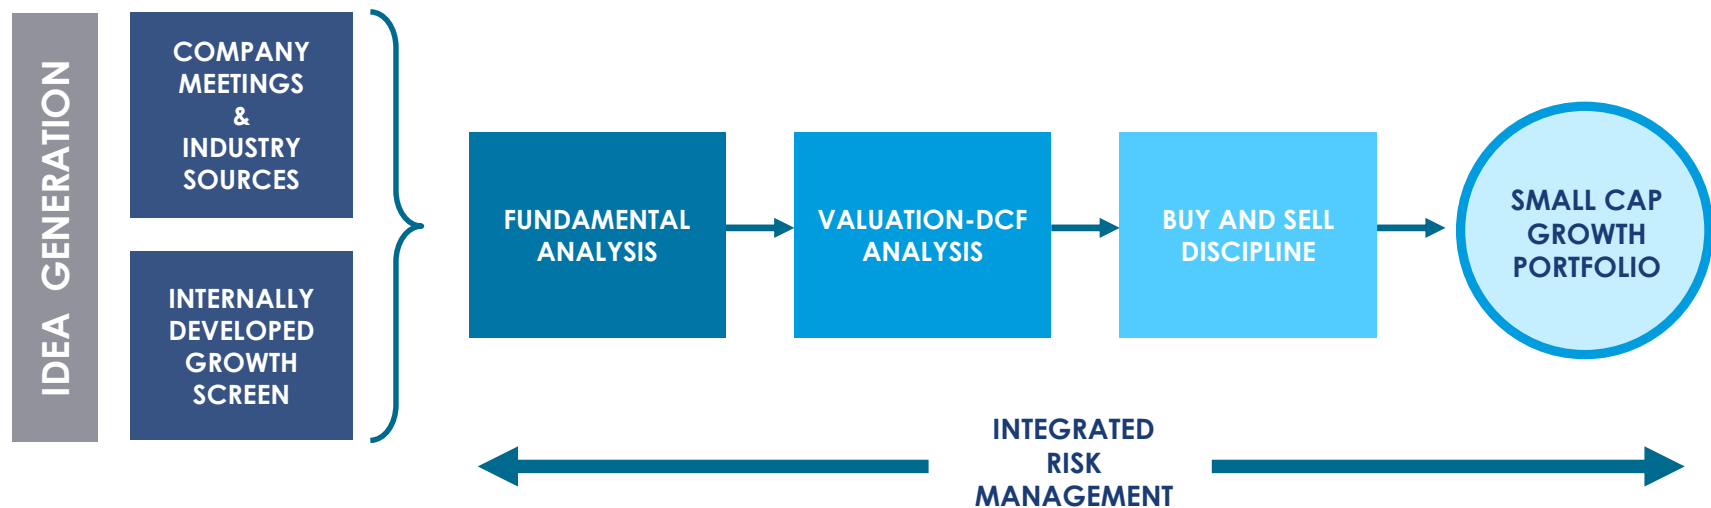 IDEA GENERATION
COMPANY
MEETINGS
&
INDUSTRY
SOURCES
INTERNALLY
DEVELOPED
GROWTH
SCREEN
FUNDAMENTAL
ANALYSIS
VALUATION-DCF
ANALYSIS
BUY AND SELL
DISCIPLINE
SMALL CAP
GROWTH
PORTFOLIO
INTEGRATED
RISK
MANAGEMENT